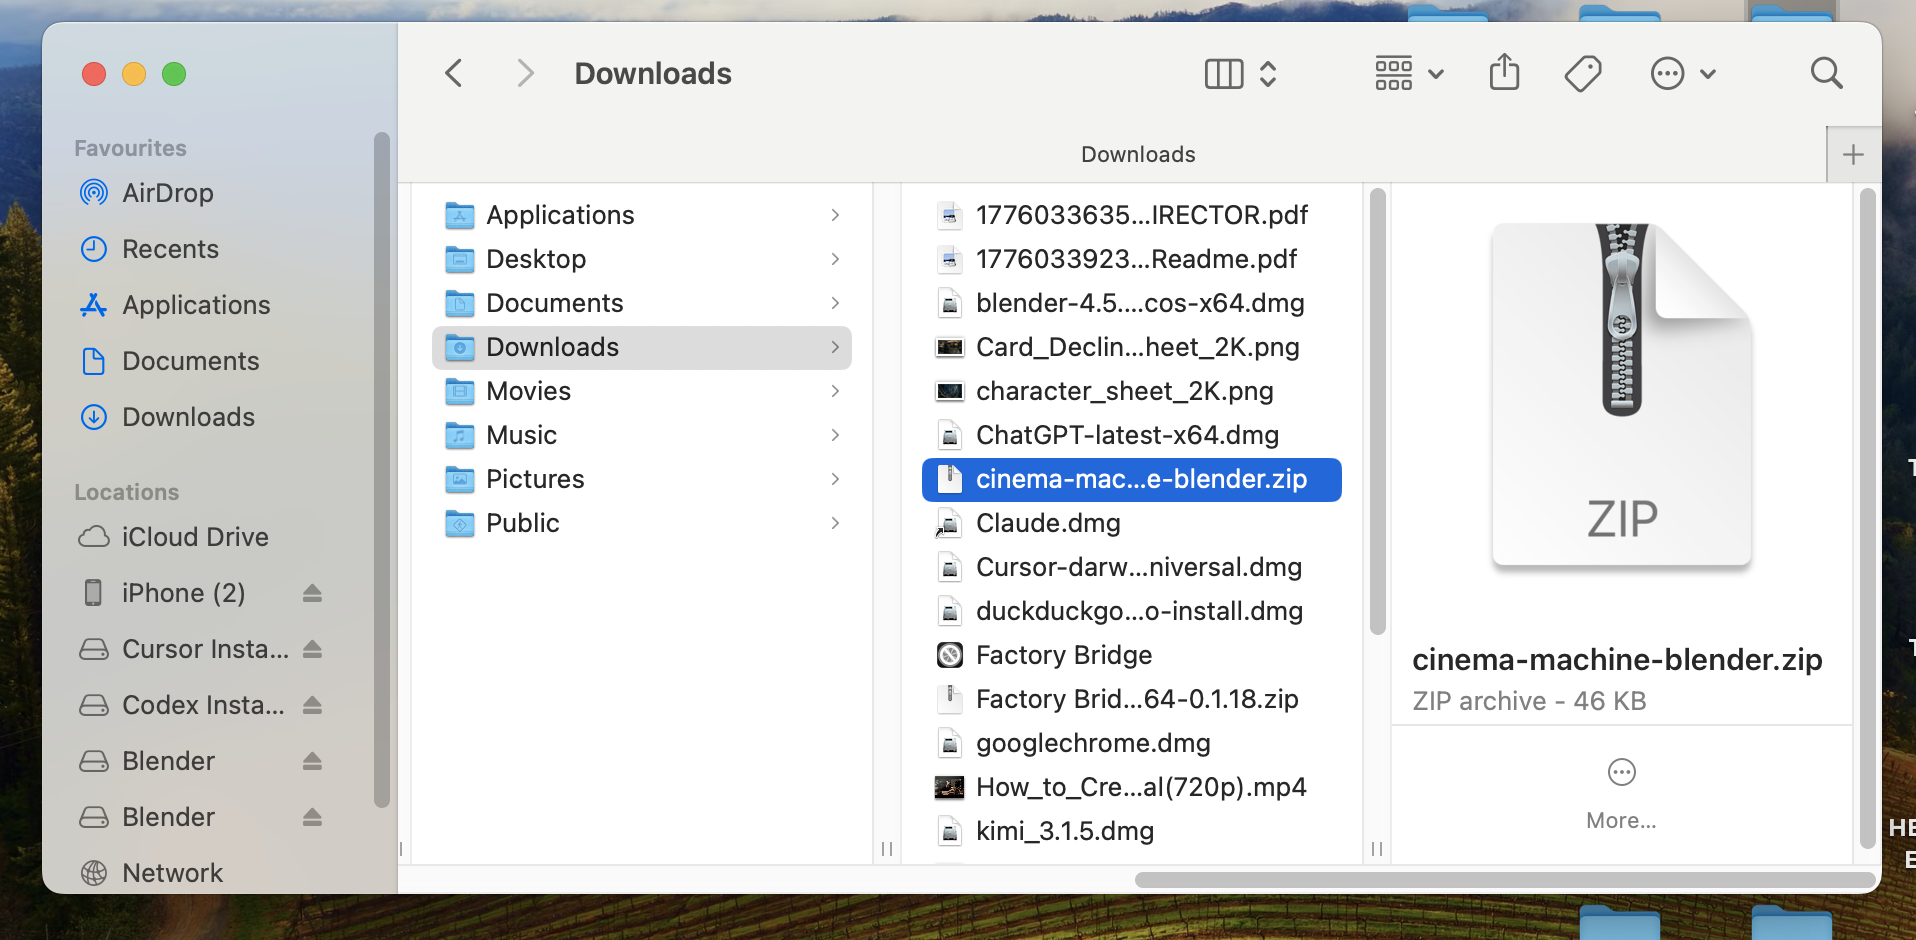 Downloads
Downloads
Favourites
AirDrop
Recents
Applications
Documents
Downloads
Locations
iCloud Drive
iPhone (2)
Cursor Insta...
Codex Insta...
Blender
Blender
Network
Applications
Desktop
Documents
Downloads
Movies
Music
Pictures
Public
1776033635...IRECTOR.pdf
1776033923...Readme.pdf
blender-4.5....cos-x64.dmg
Card_Declin...heet_2K.png
character_sheet_2K.png
ChatGPT-latest-x64.dmg
cinema-mac...e-blender.zip
Claude.dmg
Cursor-darw...niversal.dmg
duckduckgo...o-install.dmg
Factory Bridge
Factory Brid...64-0.1.18.zip
googlechrome.dmg
How_to_Cre...al(720p).mp4
kimi_3.1.5.dmg
ZIP
cinema-machine-blender.zip
ZIP archive - 46 KB
More...
HE